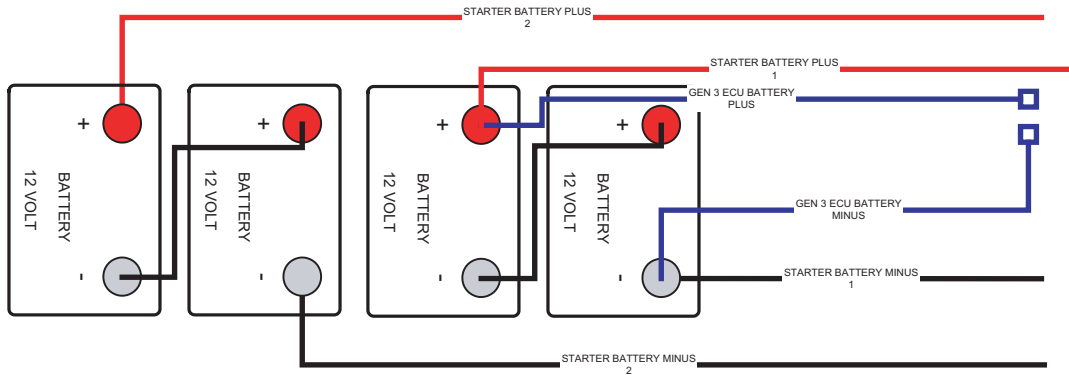 STARTER BATTERY PLUS
2
STARTER BATTERY PLUS
1
GEN 3 ECU BATTERY
PLUS
+
+
+
+
BATTERY
12 VOLT
BATTERY
12 VOLT
BATTERY
12 VOLT
BATTERY
12 VOLT
GEN 3 ECU BATTERY
MINUS
-
-
-
-
STARTER BATTERY MINUS
1
STARTER BATTERY MINUS
2